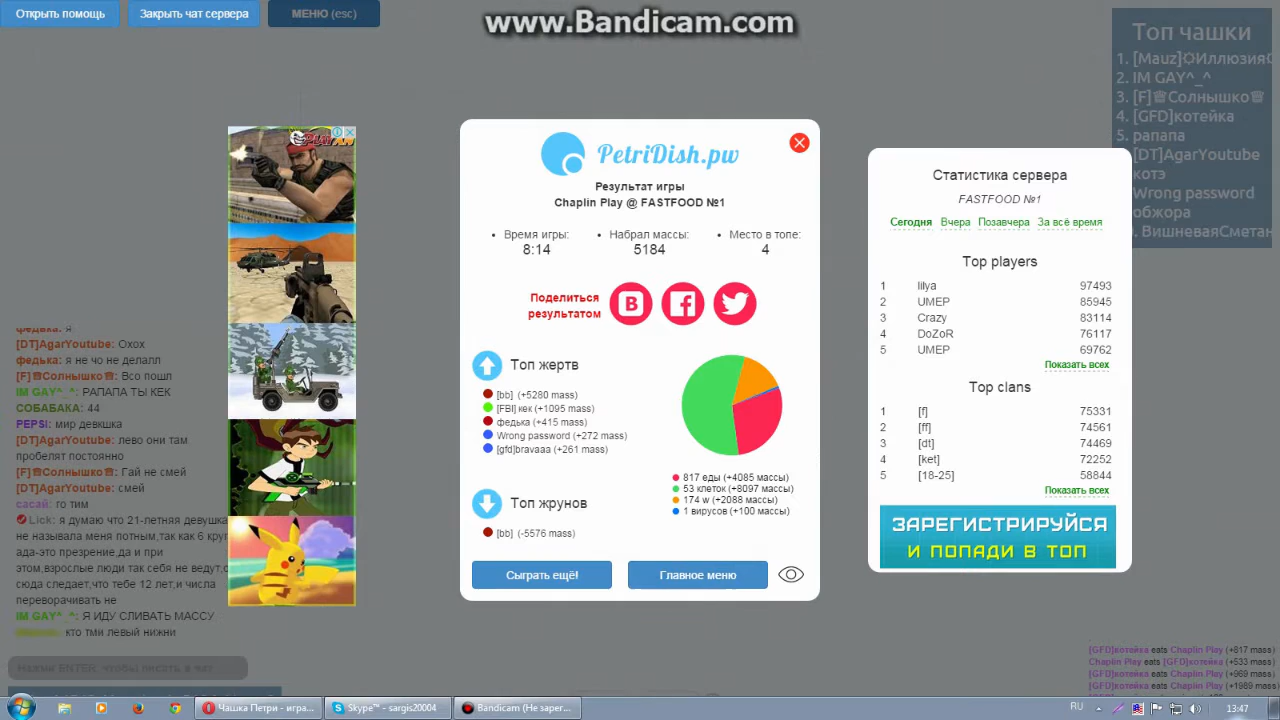 Открыть помощь
Закрыть чат сервера
МЕНЮ (esc)
www.Bandicam.com
Топ чашки
1. [Mauz]☼Иллюзия
2. IM GAY^_^
3. [F]♕Солнышко♕
4. [GFD]котейка
5. рапапа
[DT]AgarYoutube
котэ
Wrong password
обжора
ВишневаяСметан
PetriDish.pw
Результат игры
Chaplin Play @ FASTFOOD №1
Время игры:
8:14
Набрал массы:
5184
Место в топе:
4
Поделиться
результатом
Топ жертв
[bb] (+5280 mass)
[FBI] кек (+1095 mass)
федька (+415 mass)
Wrong password (+272 mass)
[gfd]bravaaa (+261 mass)
817 еды (+4085 массы)
53 клеток (+8097 массы)
174 w (+2088 массы)
1 вирусов (+100 массы)
Топ жрунов
[bb] (-5576 mass)
Сыграть ещё!
Главное меню
Статистика сервера
FASTFOOD №1
Сегодня Вчера Позавчера За всё время
Top players
1 lilya 97493
2 UMEP 85945
3 Crazy 83114
4 DoZoR 76117
5 UMEP 69762
Показать всех
Top clans
1 [f] 75331
2 [ff] 74561
3 [dt] 74469
4 [ket] 72252
5 [18-25] 58844
Показать всех
ЗАРЕГИСТРИРУЙСЯ
И ПОПАДИ В ТОП
федька: я
[DT]AgarYoutube: Охох
федька: я не чо не делалл
[F]♕Солнышко♕: Всо пошл
IM GAY^_^: РАПАПА ТЫ КЕК
СОБАБАКА: 44
PEPSI: мир девушка
[DT]AgarYoutube: лево они там
пробелят постоянно
[F]♕Солнышко♕: Гай не смей
[DT]AgarYoutube: смей
сасай: го тим
Lick: я думаю что 21-летняя девушка
не называла меня потным,так как 6 круг
ада-это презрение,да и при
этом,взрослые люди так себя не ведут,о
сюда следует,что тебе 12 лет,и числа
переворачивать не
IM GAY^_^: Я ИДУ СЛИВАТЬ МАССУ
кто тми левый нижни
Нажми ENTER, чтобы писать в чат
[GFD]котейка eats Chaplin Play (+817 mass)
Chaplin Play eats [GFD]котейка (+533 mass)
[GFD]котейка eats Chaplin Play (+969 mass)
[GFD]котейка eats Chaplin Play (+1989 mass)
Чашка Петри - игра...
Skype™ - sargis20004
Bandicam (Не зарег...
RU
13:47